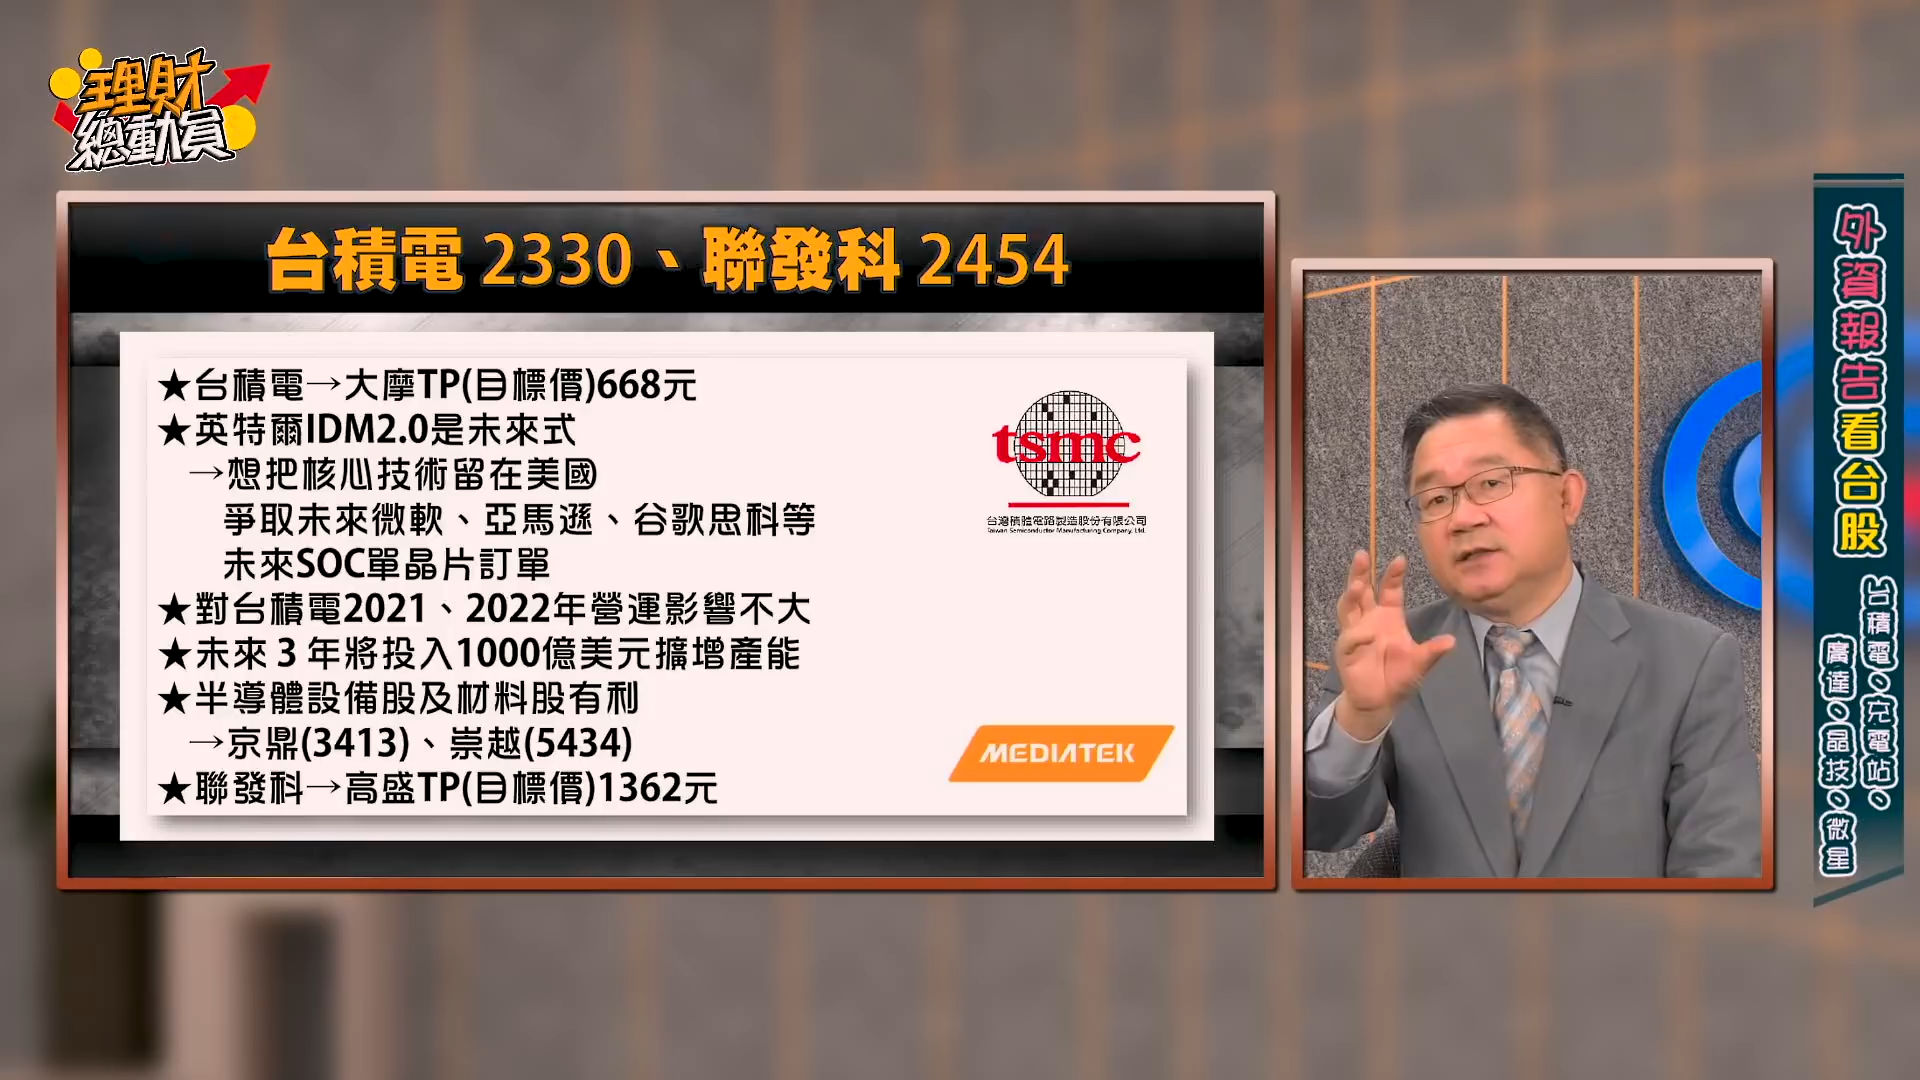 理財
總動員
台積電 2330、聯發科 2454
★台積電→大摩TP(目標價)668元
★英特爾IDM2.0是未來式
→想把核心技術留在美國
爭取未來微軟、亞馬遜、谷歌思科等
未來SOC單晶片訂單
★對台積電2021、2022年營運影響不大
★未來3年將投入1000億美元擴增產能
★半導體設備股及材料股有利
→京鼎(3413)、崇越(5434)
★聯發科→高盛TP(目標價)1362元
tsmc
台灣積體電路製造股份有限公司
Taiwan Semiconductor Manufacturing Company, Ltd.
MEDIATEK
外資報告看台股
台積電。充電站。
廣達。晶技。微星